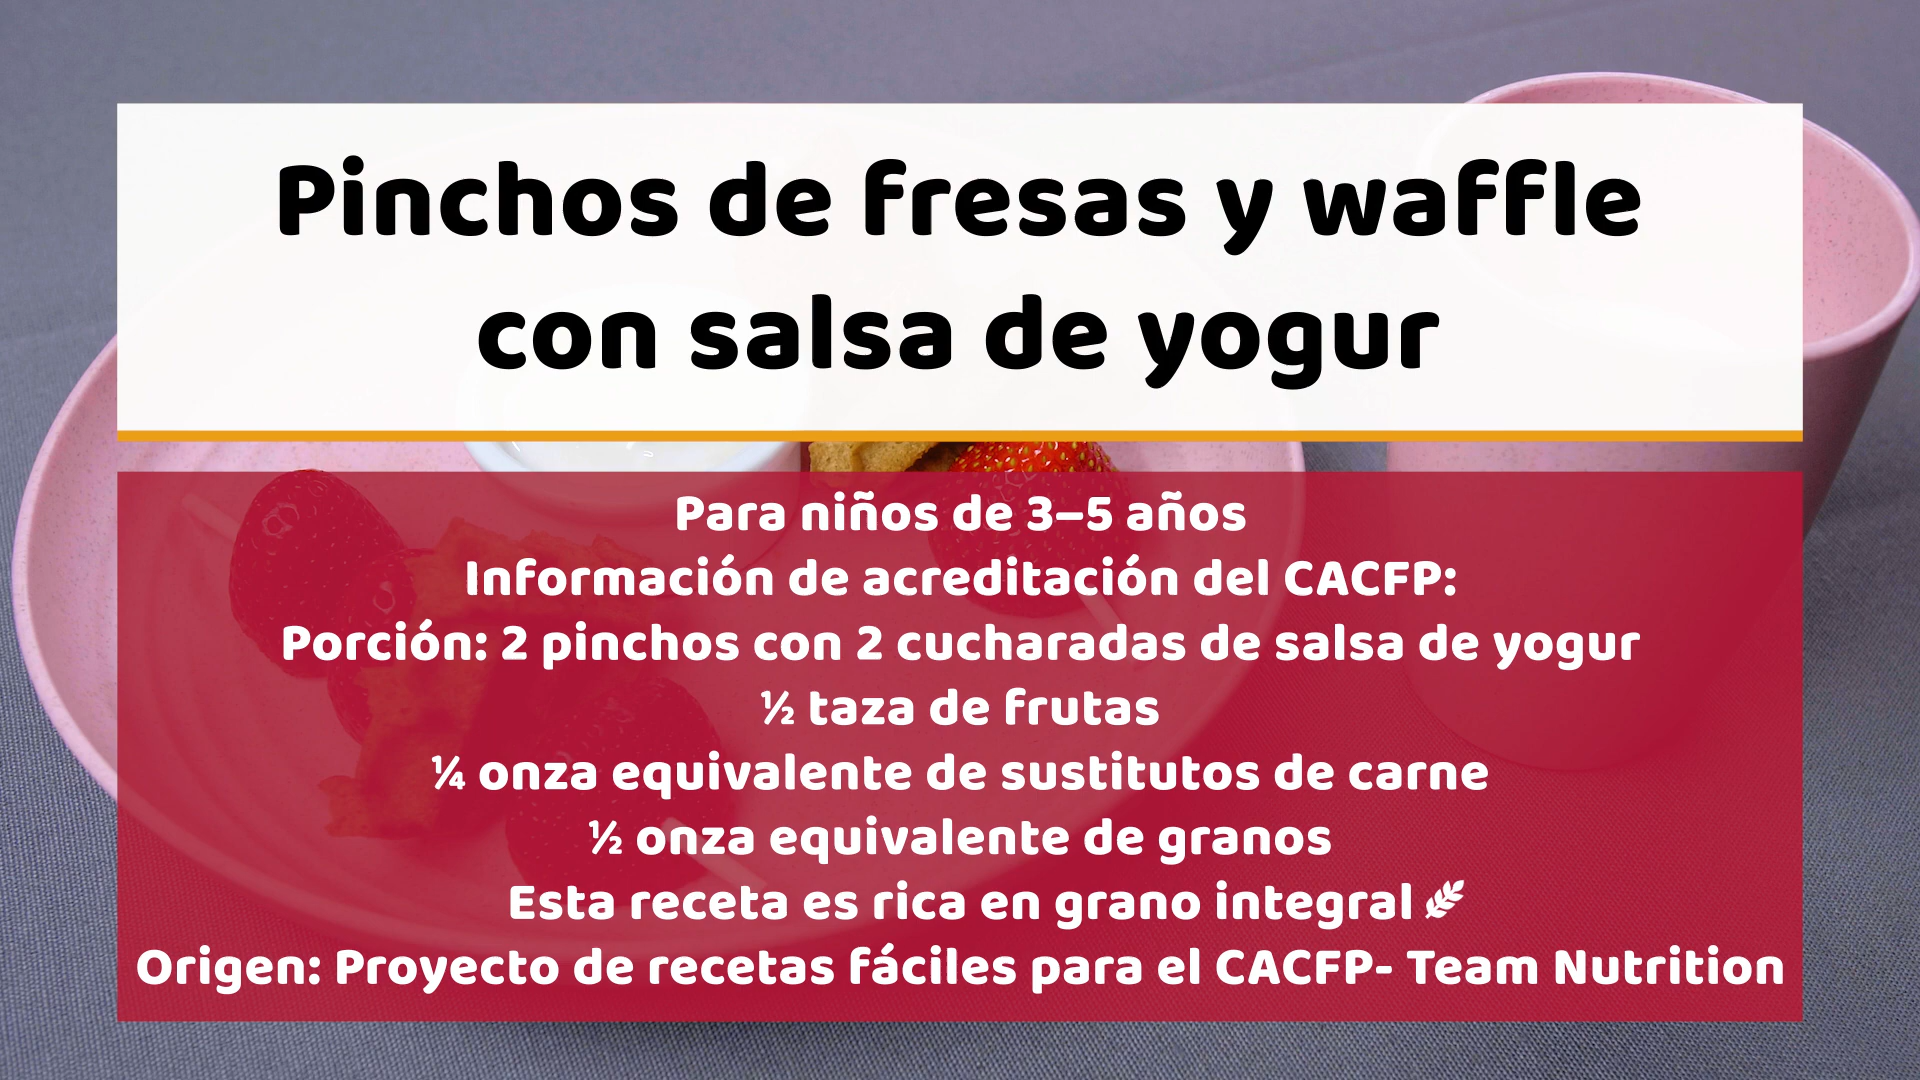 Pinchos de fresas y waffle
con salsa de yogur
Para niños de 3–5 años
Información de acreditación del CACFP:
Porción: 2 pinchos con 2 cucharadas de salsa de yogur
½ taza de frutas
¼ onza equivalente de sustitutos de carne
½ onza equivalente de granos
Esta receta es rica en grano integral
Origen: Proyecto de recetas fáciles para el CACFP- Team Nutrition